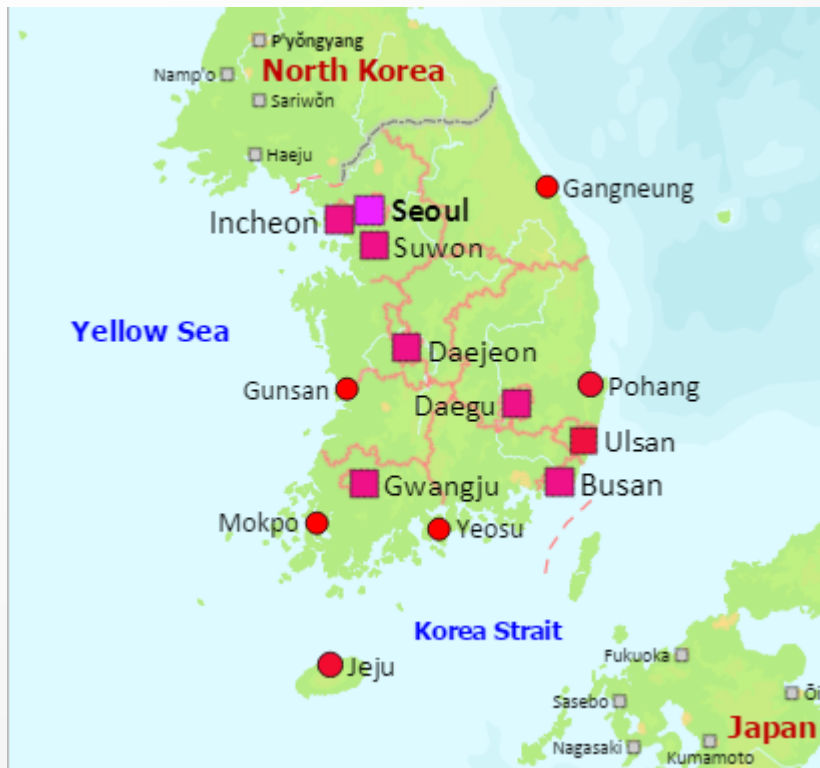 P'yŏngyang
North Korea
Namp'o
Sariwŏn
Haeju
Gangneung
Seoul
Incheon
Suwon
Yellow Sea
Daejeon
Gunsan
Pohang
Daegu
Ulsan
Gwangju
Busan
Mokpo
Yeosu
Korea Strait
Jeju
Fukuoka
Ōi
Sasebo
Japan
Nagasaki
Kumamoto